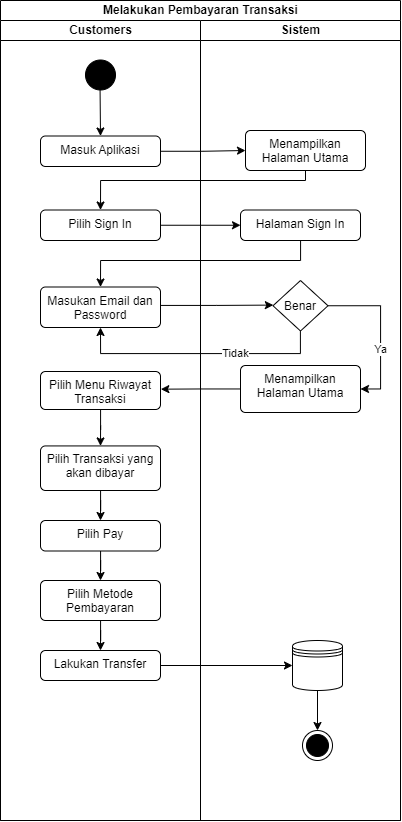 Melakukan Pembayaran Transaksi
Customers
Sistem
Masuk Aplikasi
Menampilkan
Halaman Utama
Pilih Sign In
Halaman Sign In
Masukan Email dan
Password
Benar
Tidak
Ya
Pilih Menu Riwayat
Transaksi
Menampilkan
Halaman Utama
Pilih Transaksi yang
akan dibayar
Pilih Pay
Pilih Metode
Pembayaran
Lakukan Transfer